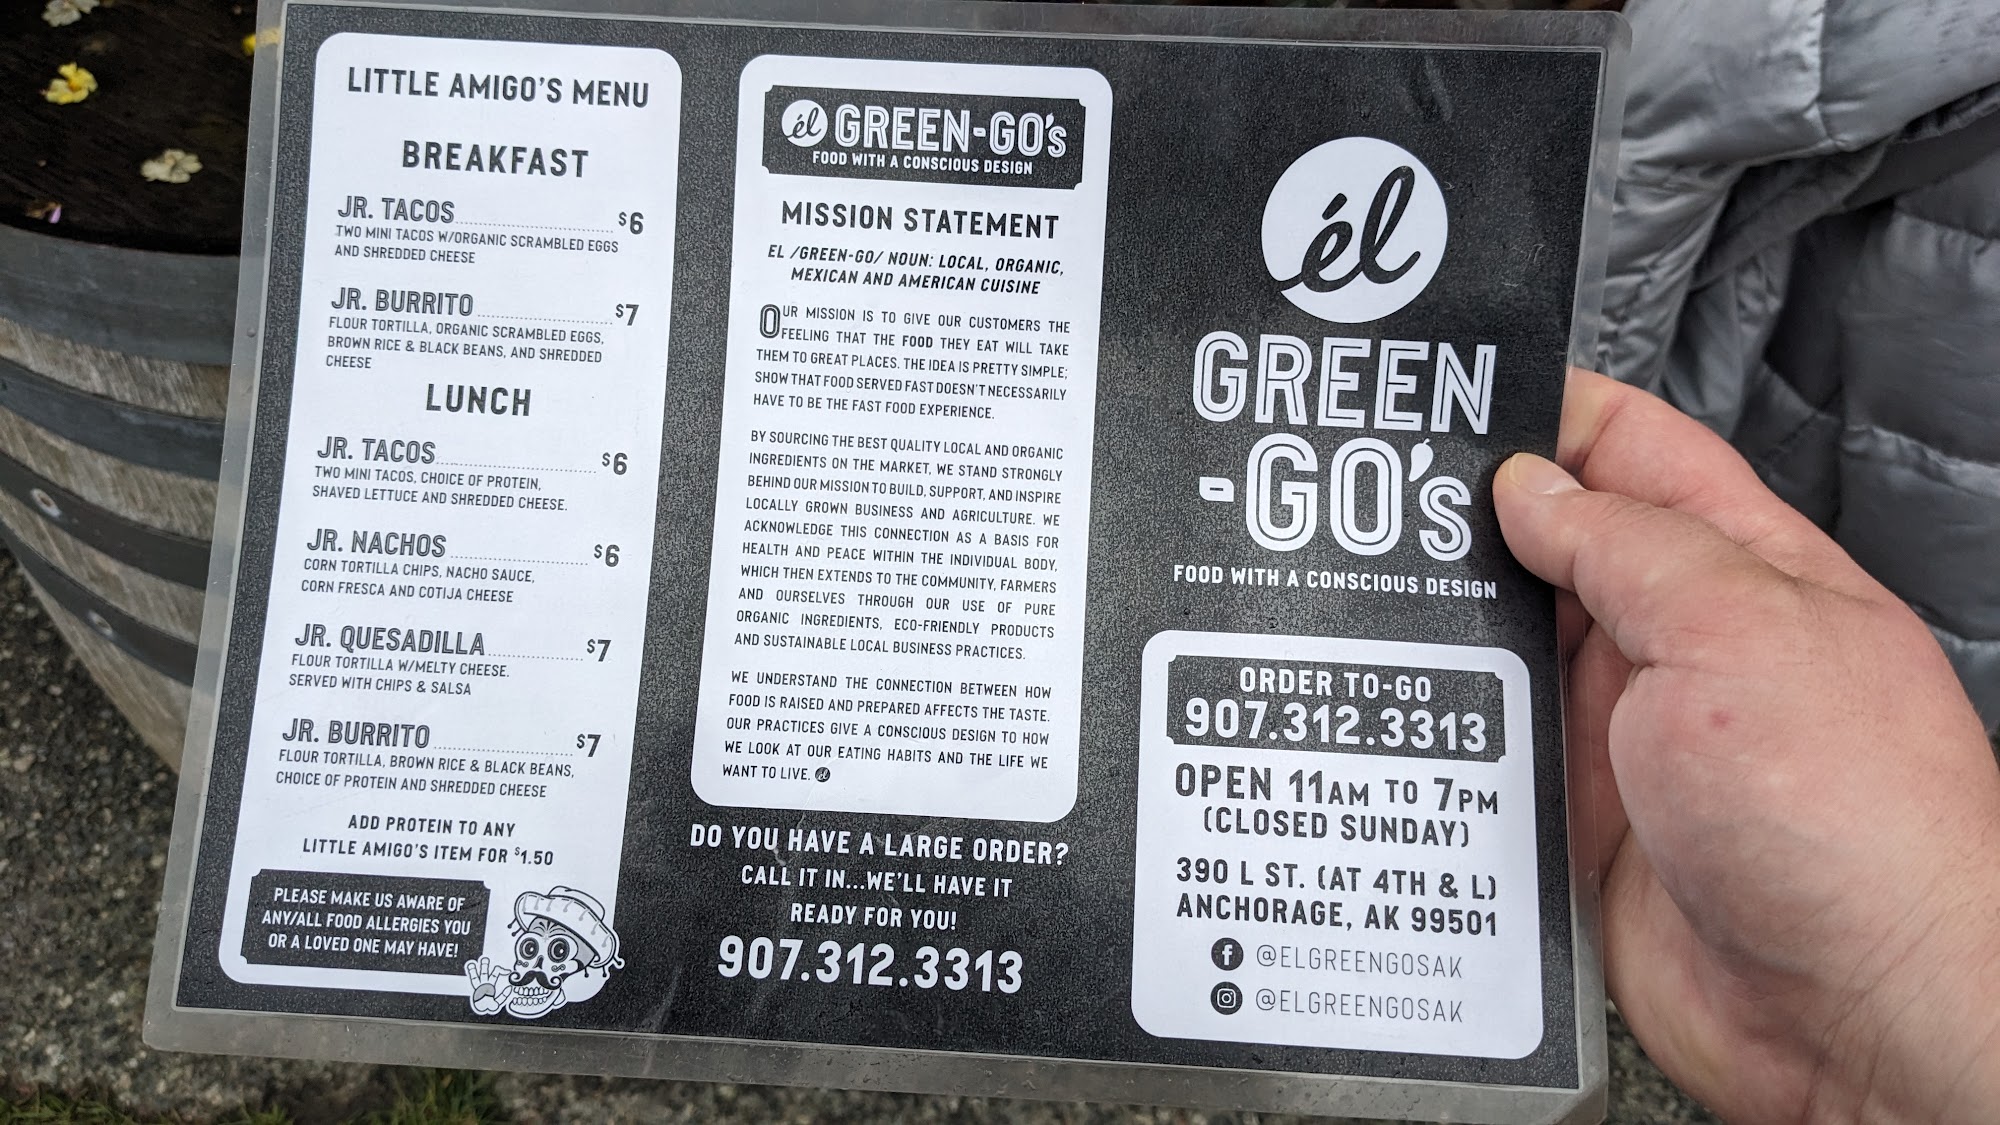 LITTLE AMIGO'S MENU
BREAKFAST
JR. TACOS $6
TWO MINI TACOS W/ORGANIC SCRAMBLED EGGS
AND SHREDDED CHEESE
JR. BURRITO $7
FLOUR TORTILLA, ORGANIC SCRAMBLED EGGS,
BROWN RICE & BLACK BEANS, AND SHREDDED
CHEESE
LUNCH
JR. TACOS $6
TWO MINI TACOS, CHOICE OF PROTEIN,
SHAVED LETTUCE AND SHREDDED CHEESE.
JR. NACHOS $6
CORN TORTILLA CHIPS, NACHO SAUCE,
CORN FRESCA AND COTIJA CHEESE
JR. QUESADILLA $7
FLOUR TORTILLA W/MELTY CHEESE.
SERVED WITH CHIPS & SALSA
JR. BURRITO $7
FLOUR TORTILLA, BROWN RICE & BLACK BEANS,
CHOICE OF PROTEIN AND SHREDDED CHEESE
ADD PROTEIN TO ANY
LITTLE AMIGO'S ITEM FOR $1.50
PLEASE MAKE US AWARE OF
ANY/ALL FOOD ALLERGIES YOU
OR A LOVED ONE MAY HAVE!
él GREEN-GO's
FOOD WITH A CONSCIOUS DESIGN
MISSION STATEMENT
EL /GREEN-GO/ NOUN: LOCAL, ORGANIC,
MEXICAN AND AMERICAN CUISINE
OUR MISSION IS TO GIVE OUR CUSTOMERS THE
FEELING THAT THE FOOD THEY EAT WILL TAKE
THEM TO GREAT PLACES. THE IDEA IS PRETTY SIMPLE;
SHOW THAT FOOD SERVED FAST DOESN'T NECESSARILY
HAVE TO BE THE FAST FOOD EXPERIENCE.
BY SOURCING THE BEST QUALITY LOCAL AND ORGANIC
INGREDIENTS ON THE MARKET, WE STAND STRONGLY
BEHIND OUR MISSION TO BUILD, SUPPORT, AND INSPIRE
LOCALLY GROWN BUSINESS AND AGRICULTURE. WE
ACKNOWLEDGE THIS CONNECTION AS A BASIS FOR
HEALTH AND PEACE WITHIN THE INDIVIDUAL BODY,
WHICH THEN EXTENDS TO THE COMMUNITY, FARMERS
AND OURSELVES THROUGH OUR USE OF PURE
ORGANIC INGREDIENTS, ECO-FRIENDLY PRODUCTS
AND SUSTAINABLE LOCAL BUSINESS PRACTICES.
WE UNDERSTAND THE CONNECTION BETWEEN HOW
FOOD IS RAISED AND PREPARED AFFECTS THE TASTE.
OUR PRACTICES GIVE A CONSCIOUS DESIGN TO HOW
WE LOOK AT OUR EATING HABITS AND THE LIFE WE
WANT TO LIVE. él
DO YOU HAVE A LARGE ORDER?
CALL IT IN...WE'LL HAVE IT
READY FOR YOU!
907.312.3313
él
GREEN
-GO's
FOOD WITH A CONSCIOUS DESIGN
ORDER TO-GO
907.312.3313
OPEN 11AM TO 7PM
(CLOSED SUNDAY)
390 L ST. (AT 4TH & L)
ANCHORAGE, AK 99501
f @ELGREENGOSAK
@ELGREENGOSAK